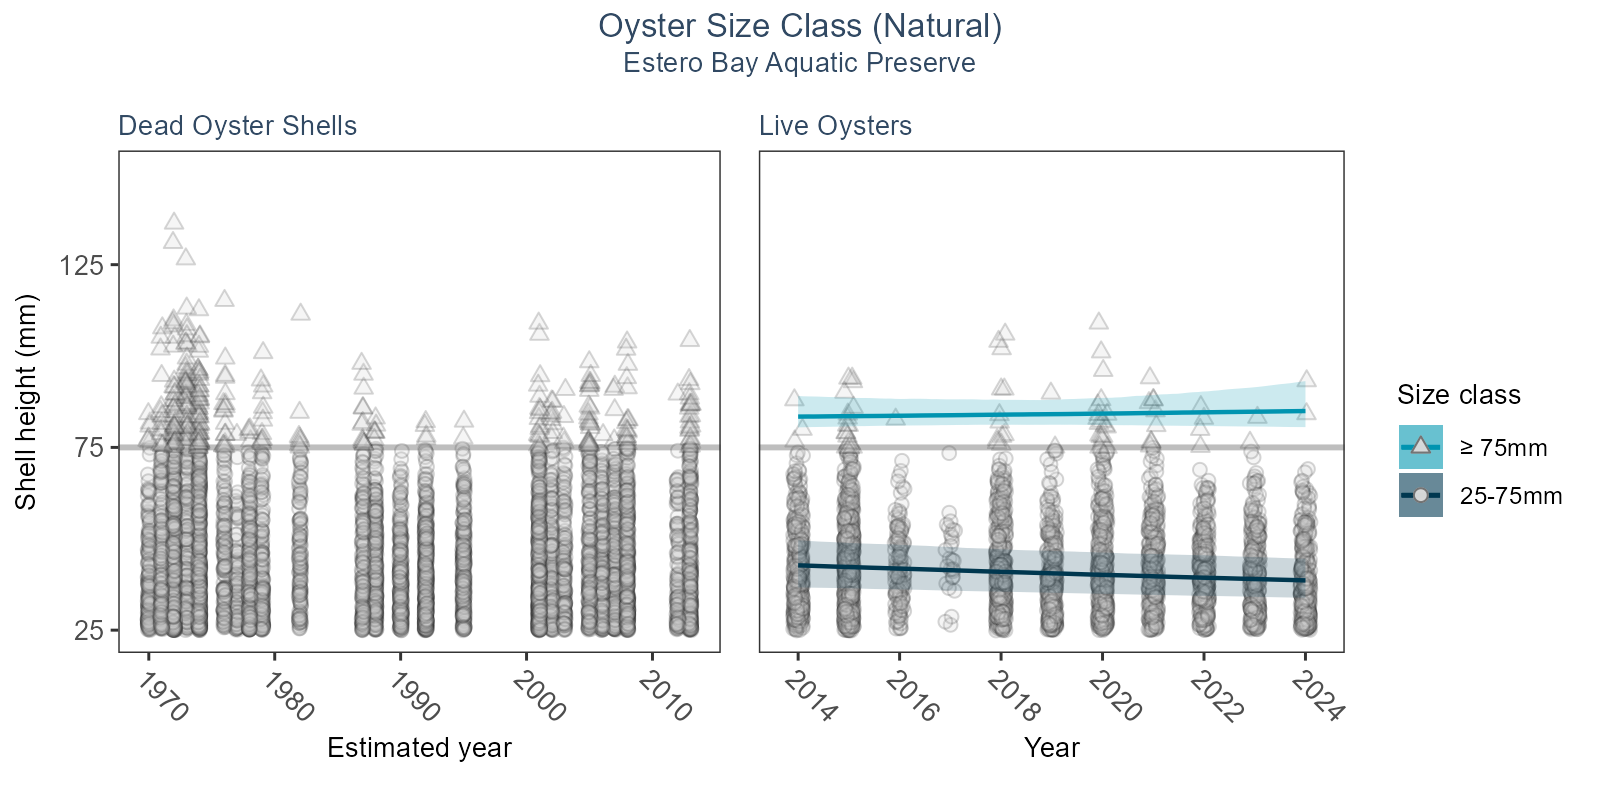 Oyster Size Class (Natural)
Estero Bay Aquatic Preserve
Dead Oyster Shells
Live Oysters
Shell height (mm)
125
75
25
1970
1980
1990
2000
2010
2014
2016
2018
2020
2022
2024
Estimated year
Year
Size class
≥ 75mm
25-75mm